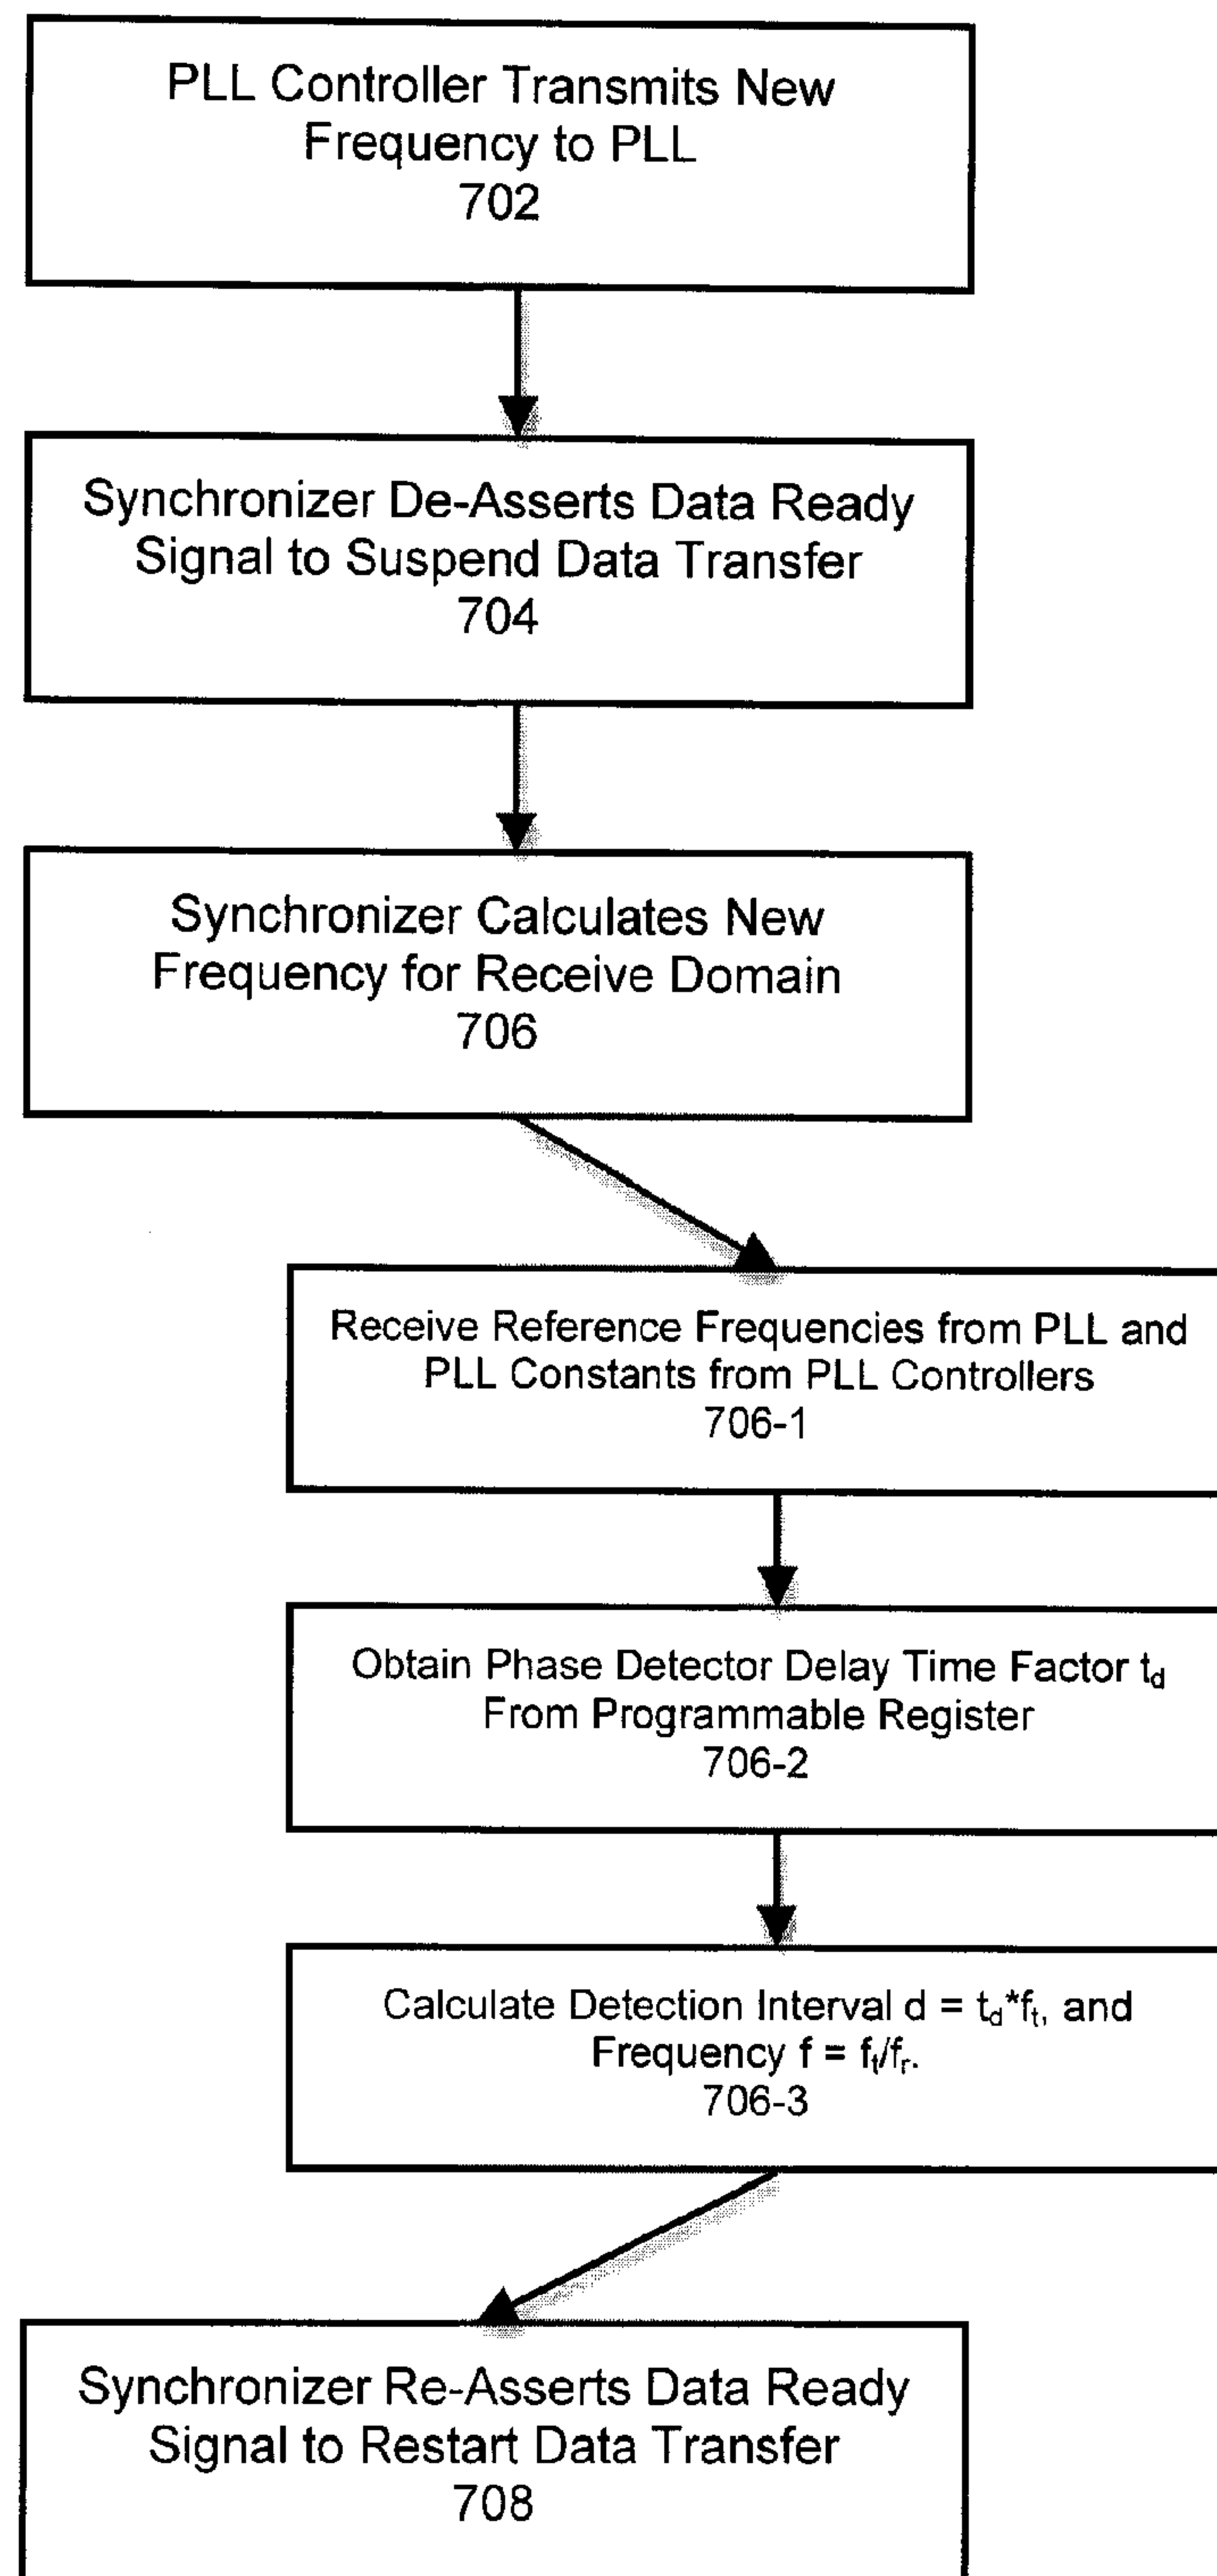 PLL Controller Transmits New
Frequency to PLL
702
Synchronizer De-Asserts Data Ready
Signal to Suspend Data Transfer
704
Synchronizer Calculates New
Frequency for Receive Domain
706
Receive Reference Frequencies from PLL and
PLL Constants from PLL Controllers
706-1
Obtain Phase Detector Delay Time Factor td
From Programmable Register
706-2
Calculate Detection Interval d = td*ft, and
Frequency f = ft/fr.
706-3
Synchronizer Re-Asserts Data Ready
Signal to Restart Data Transfer
708